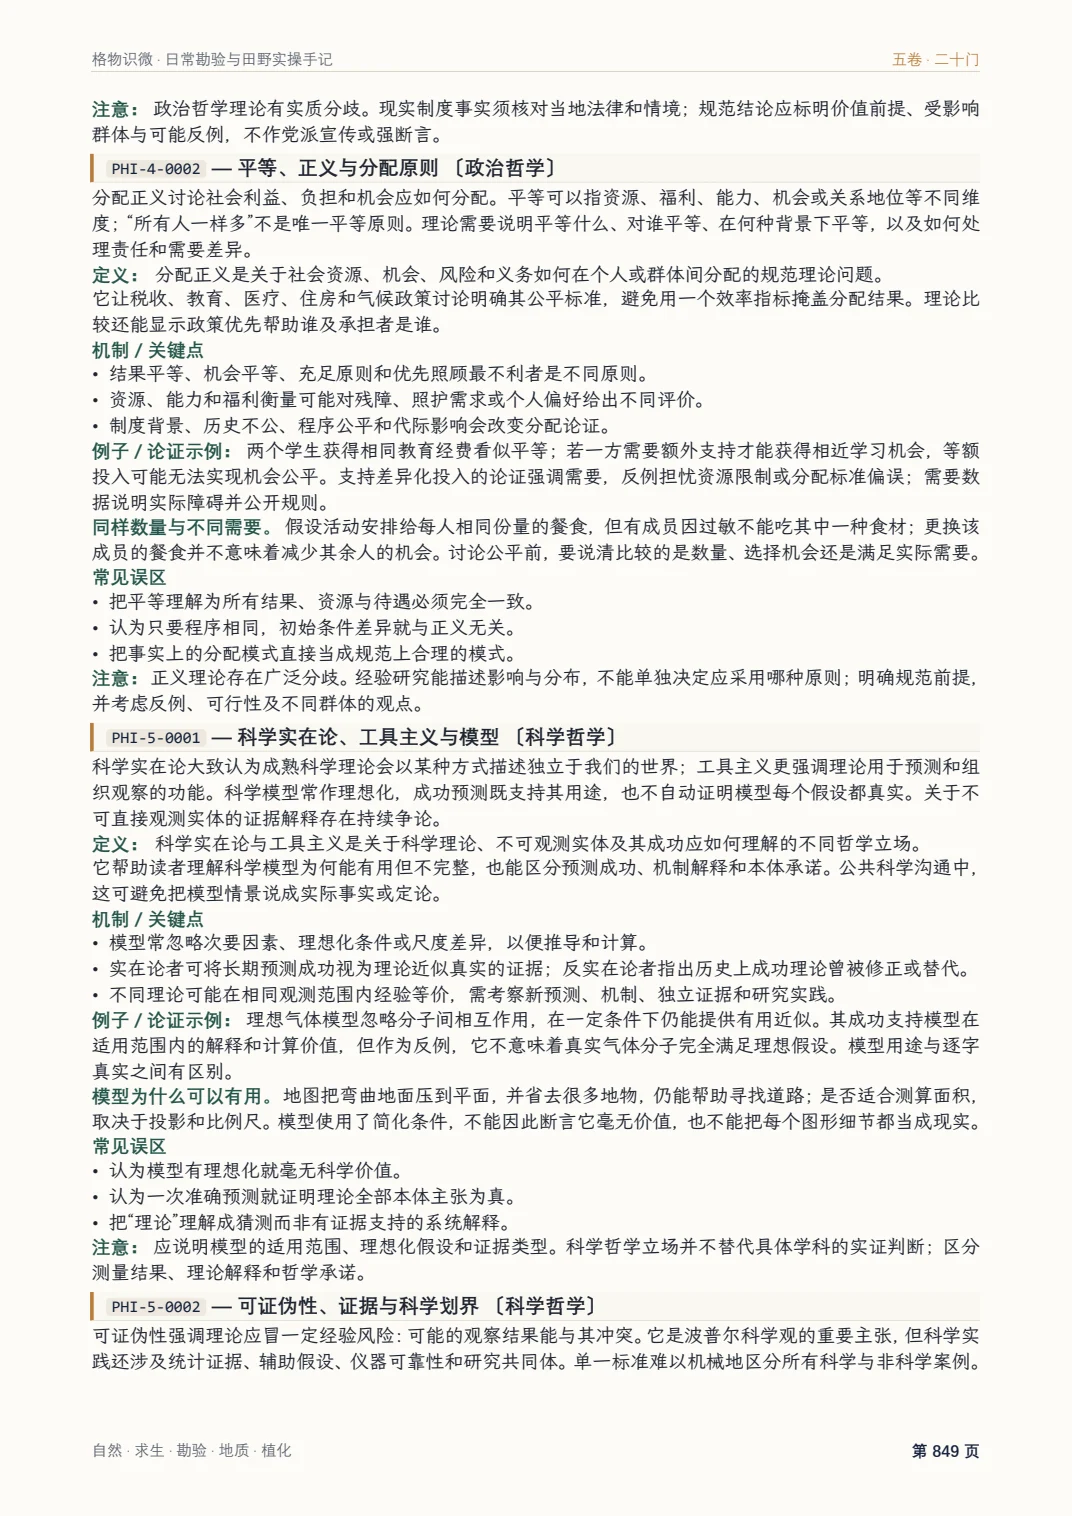 格物识微 · 日常勘验与田野实操手记
五卷 · 二十门
注意： 政治哲学理论有实质分歧。现实制度事实须核对当地法律和情境；规范结论应标明价值前提、受影响
群体与可能反例，不作党派宣传或强断言。
PHI-4-0002 — 平等、正义与分配原则 〔政治哲学〕
分配正义讨论社会利益、负担和机会应如何分配。平等可以指资源、福利、能力、机会或关系地位等不同维
度；“所有人一样多”不是唯一平等原则。理论需要说明平等什么、对谁平等、在何种背景下平等，以及如何处
理责任和需要差异。
定义： 分配正义是关于社会资源、机会、风险和义务如何在个人或群体间分配的规范理论问题。
它让税收、教育、医疗、住房和气候政策讨论明确其公平标准，避免用一个效率指标掩盖分配结果。理论比
较还能显示政策优先帮助谁及承担者是谁。
机制 / 关键点
• 结果平等、机会平等、充足原则和优先照顾最不利者是不同原则。
• 资源、能力和福利衡量可能对残障、照护需求或个人偏好给出不同评价。
• 制度背景、历史不公、程序公平和代际影响会改变分配论证。
例子 / 论证示例： 两个学生获得相同教育经费看似平等；若一方需要额外支持才能获得相近学习机会，等额
投入可能无法实现机会公平。支持差异化投入的论证强调需要，反例担忧资源限制或分配标准偏误；需要数
据说明实际障碍并公开规则。
同样数量与不同需要。 假设活动安排给每人相同份量的餐食，但有成员因过敏不能吃其中一种食材；更换该
成员的餐食并不意味着减少其余人的机会。讨论公平前，要说清比较的是数量、选择机会还是满足实际需要。
常见误区
• 把平等理解为所有结果、资源与待遇必须完全一致。
• 认为只要程序相同，初始条件差异就与正义无关。
• 把事实上的分配模式直接当成规范上合理的模式。
注意： 正义理论存在广泛分歧。经验研究能描述影响与分布，不能单独决定应采用哪种原则；明确规范前提，
并考虑反例、可行性及不同群体的观点。
PHI-5-0001 — 科学实在论、工具主义与模型 〔科学哲学〕
科学实在论大致认为成熟科学理论会以某种方式描述独立于我们的世界；工具主义更强调理论用于预测和组
织观察的功能。科学模型常作理想化，成功预测既支持其用途，也不自动证明模型每个假设都真实。关于不
可直接观测实体的证据解释存在持续争论。
定义： 科学实在论与工具主义是关于科学理论、不可观测实体及其成功应如何理解的不同哲学立场。
它帮助读者理解科学模型为何能有用但不完整，也能区分预测成功、机制解释和本体承诺。公共科学沟通中，
这可避免把模型情景说成实际事实或定论。
机制 / 关键点
• 模型常忽略次要因素、理想化条件或尺度差异，以便推导和计算。
• 实在论者可将长期预测成功视为理论近似真实的证据；反实在论者指出历史上成功理论曾被修正或替代。
• 不同理论可能在相同观测范围内经验等价，需考察新预测、机制、独立证据和研究实践。
例子 / 论证示例： 理想气体模型忽略分子间相互作用，在一定条件下仍能提供有用近似。其成功支持模型在
适用范围内的解释和计算价值，但作为反例，它不意味着真实气体分子完全满足理想假设。模型用途与逐字
真实之间有区别。
模型为什么可以有用。 地图把弯曲地面压到平面，并省去很多地物，仍能帮助寻找道路；是否适合测算面积，
取决于投影和比例尺。模型使用了简化条件，不能因此断言它毫无价值，也不能把每个图形细节都当成现实。
常见误区
• 认为模型有理想化就毫无科学价值。
• 认为一次准确预测就证明理论全部本体主张为真。
• 把“理论”理解成猜测而非有证据支持的系统解释。
注意： 应说明模型的适用范围、理想化假设和证据类型。科学哲学立场并不替代具体学科的实证判断；区分
测量结果、理论解释和哲学承诺。
PHI-5-0002 — 可证伪性、证据与科学划界 〔科学哲学〕
可证伪性强调理论应冒一定经验风险：可能的观察结果能与其冲突。它是波普尔科学观的重要主张，但科学实
践还涉及统计证据、辅助假设、仪器可靠性和研究共同体。单一标准难以机械地区分所有科学与非科学案例。
自然 · 求生 · 勘验 · 地质 · 植化
第 849 页